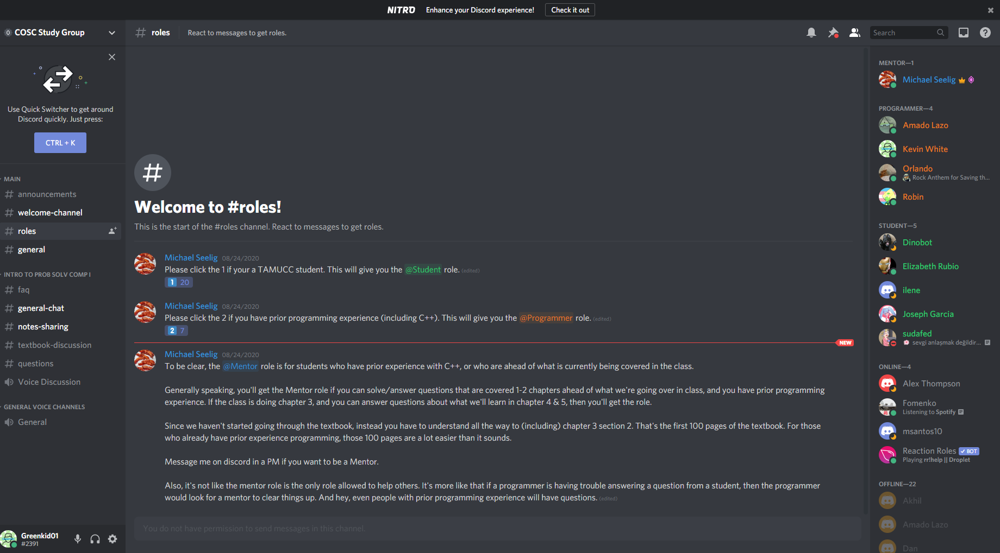 NITRO Enhance your Discord experience! Check it out
COSC Study Group
# roles React to messages to get roles.
Search
Use Quick Switcher to get around
Discord quickly. Just press:
CTRL + K
MAIN
# announcements
# welcome-channel
# roles
# general
INTRO TO PROB SOLV COMP I
# faq
# general-chat
# notes-sharing
# textbook-discussion
# questions
Voice Discussion
GENERAL VOICE CHANNELS
General
Greenkid01
#2391
#
Welcome to #roles!
This is the start of the #roles channel. React to messages to get roles.
Michael Seelig 08/24/2020
Please click the 1 if your a TAMUCC student. This will give you the @Student role. (edited)
1 20
Michael Seelig 08/24/2020
Please click the 2 if you have prior programming experience (including C++). This will give you the @Programmer role. (edited)
2 7
NEW
Michael Seelig 08/24/2020
To be clear, the @Mentor role is for students who have prior experience with C++, or who are ahead of what is currently being covered in the class.
Generally speaking, you'll get the Mentor role if you can solve/answer questions that are covered 1-2 chapters ahead of what we're going over in class, and you have prior programming
experience. If the class is doing chapter 3, and you can answer questions about what we'll learn in chapter 4 & 5, then you'll get the role.
Since we haven't started going through the textbook, instead you have to understand all the way to (including) chapter 3 section 2. That's the first 100 pages of the textbook. For those
who already have prior experience programming, those 100 pages are a lot easier than it sounds.
Message me on discord in a PM if you want to be a Mentor.
Also, it's not like the mentor role is the only role allowed to help others. It's more like that if a programmer is having trouble answering a question from a student, then the programmer
would look for a mentor to clear things up. And hey, even people with prior programming experience will have questions. (edited)
You do not have permission to send messages in this channel.
MENTOR—1
Michael Seelig
PROGRAMMER—4
Amado Lazo
Kevin White
Orlando
Rock Anthem for Saving th...
Robin
STUDENT—5
Dinobot
Elizabeth Rubio
ilene
Joseph Garcia
sudafed
sevgi anlaşmak değildir...
ONLINE—4
Alex Thompson
Fomenko
Listening to Spotify
msantos10
Reaction Roles ✓ BOT
Playing rr!help || Droplet
OFFLINE—22
Akhil
Amado Lazo
Dan